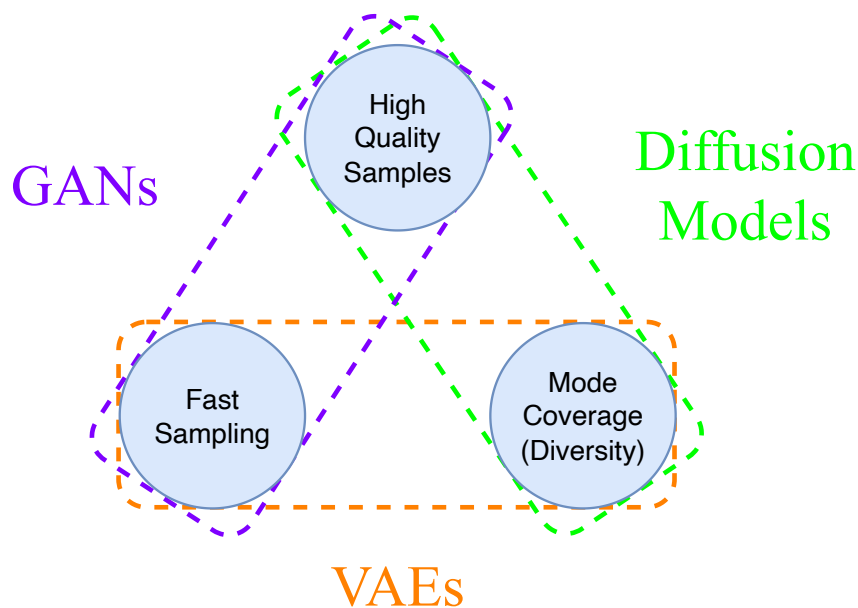 High
Quality
Samples
GANs
Diffusion
Models
Fast
Sampling
Mode
Coverage
(Diversity)
VAEs